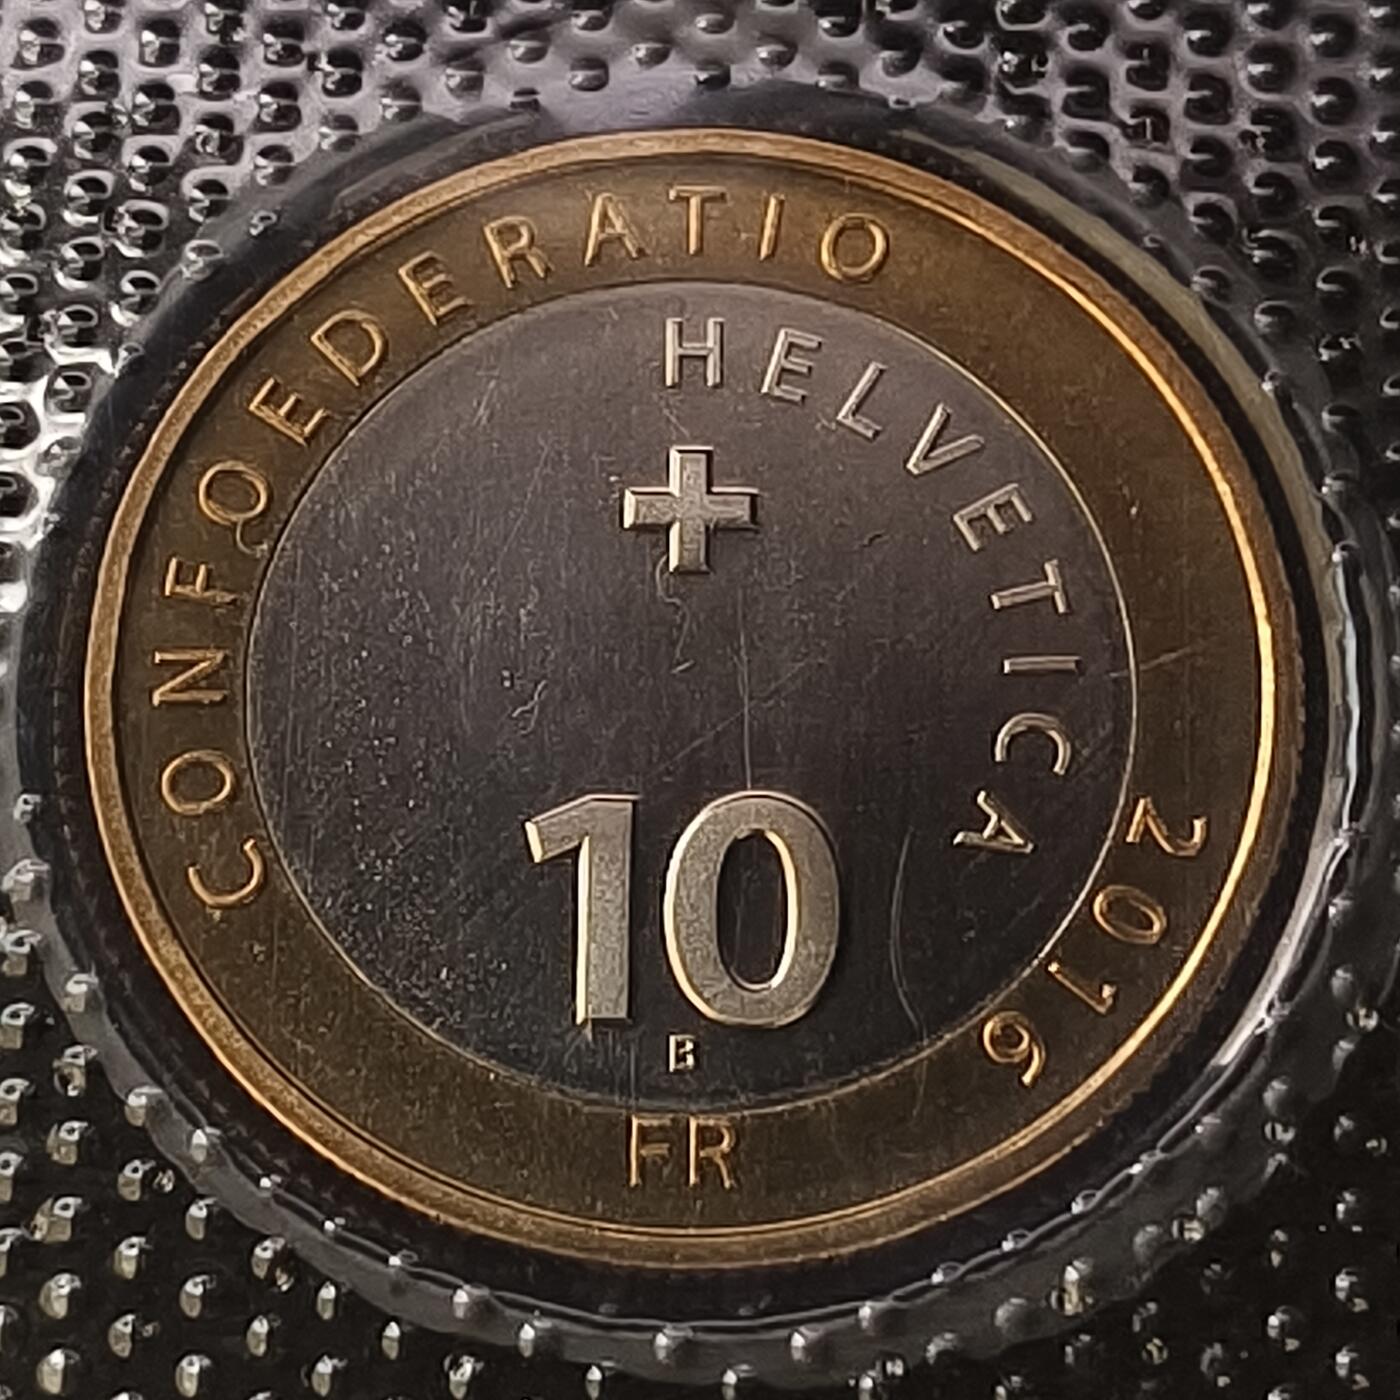 CONFOEDERATIO
HELVETICA
2016
10
B
FR